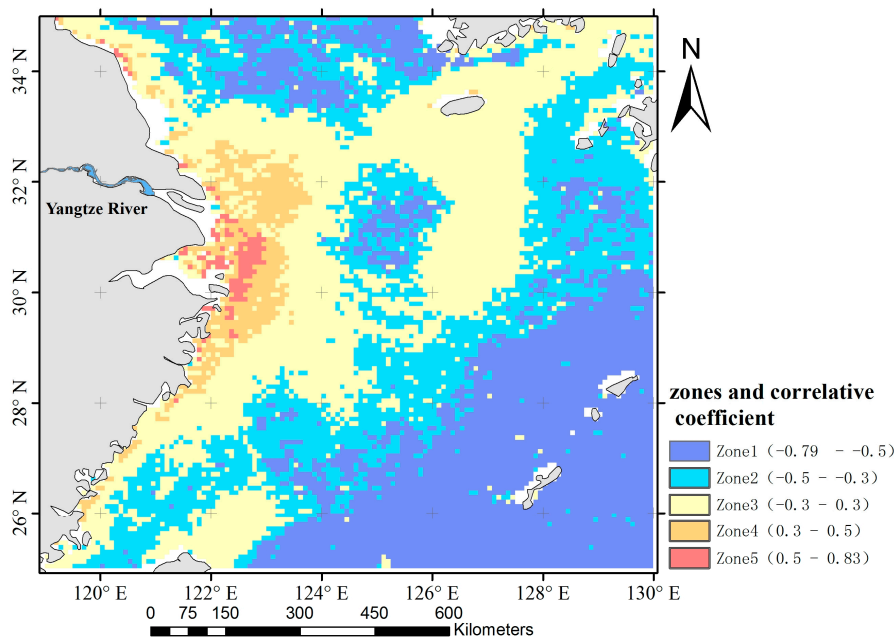 N
34° N
32° N
30° N
28° N
26° N
Yangtze River
zones and correlative
coefficient
Zone1 (-0.79 - -0.5)
Zone2 (-0.5 - -0.3)
Zone3 (-0.3 - 0.3)
Zone4 (0.3 - 0.5)
Zone5 (0.5 - 0.83)
120° E 122° E 124° E 126° E 128° E 130° E
0 75 150 300 450 600
Kilometers